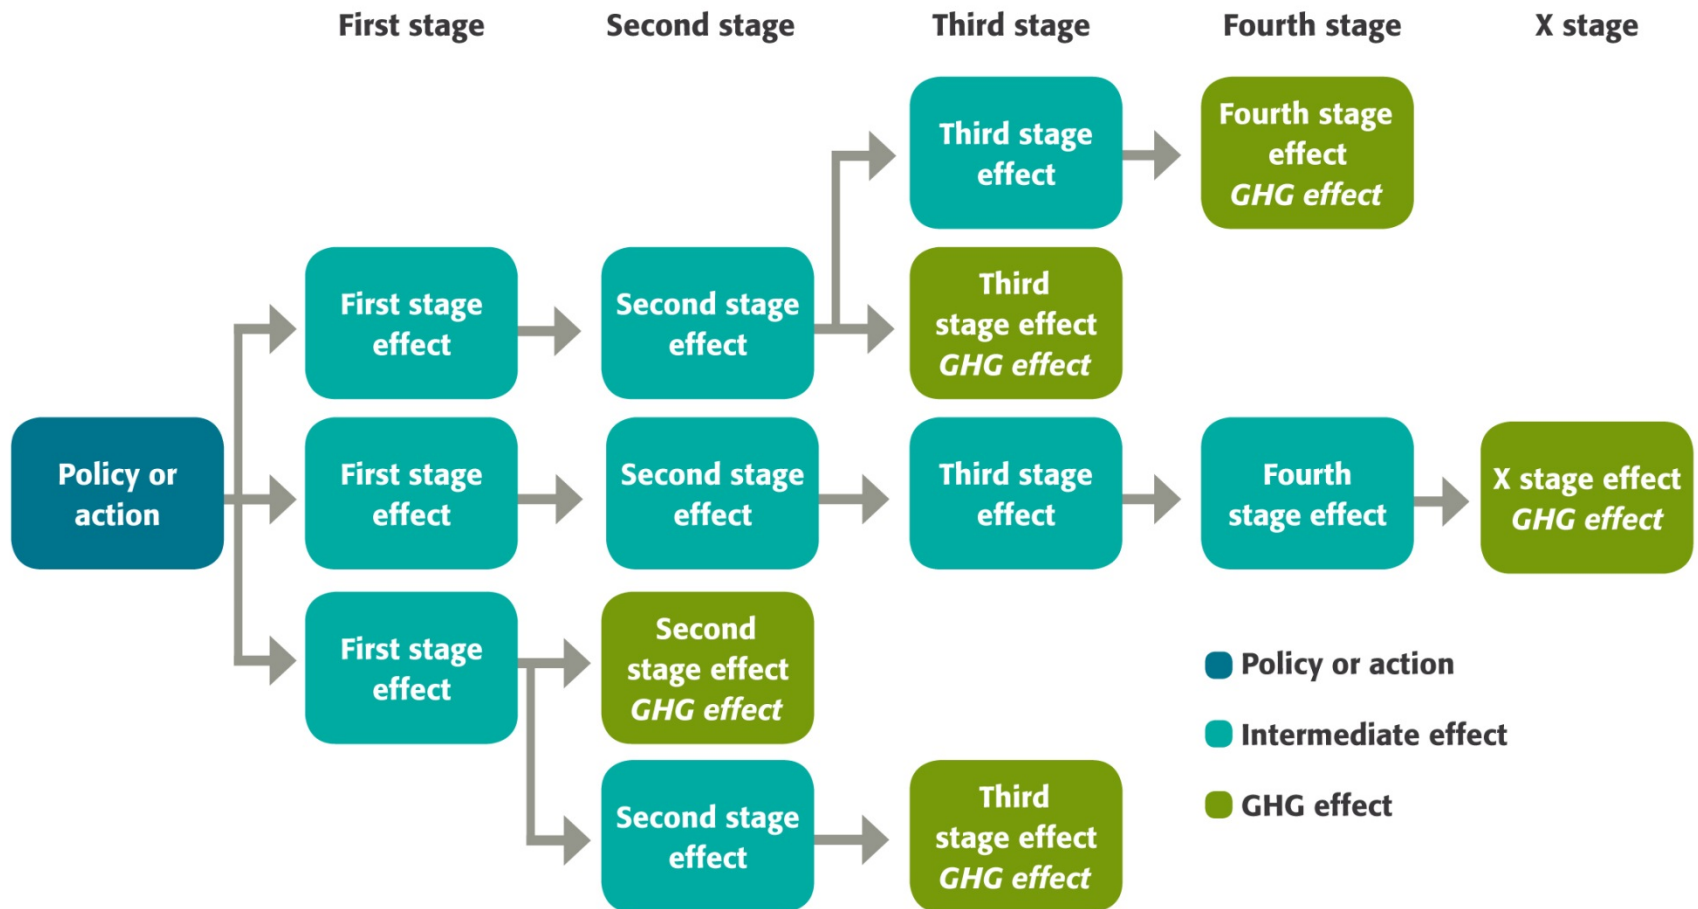 First stage
Second stage
Third stage
Fourth stage
X stage
Third stage
effect
Fourth stage
effect
GHG effect
First stage
effect
Second stage
effect
Third
stage effect
GHG effect
Policy or
action
First stage
effect
Second stage
effect
Third stage
effect
Fourth
stage effect
X stage effect
GHG effect
First stage
effect
Second
stage effect
GHG effect
Second stage
effect
Third
stage effect
GHG effect
Policy or action
Intermediate effect
GHG effect